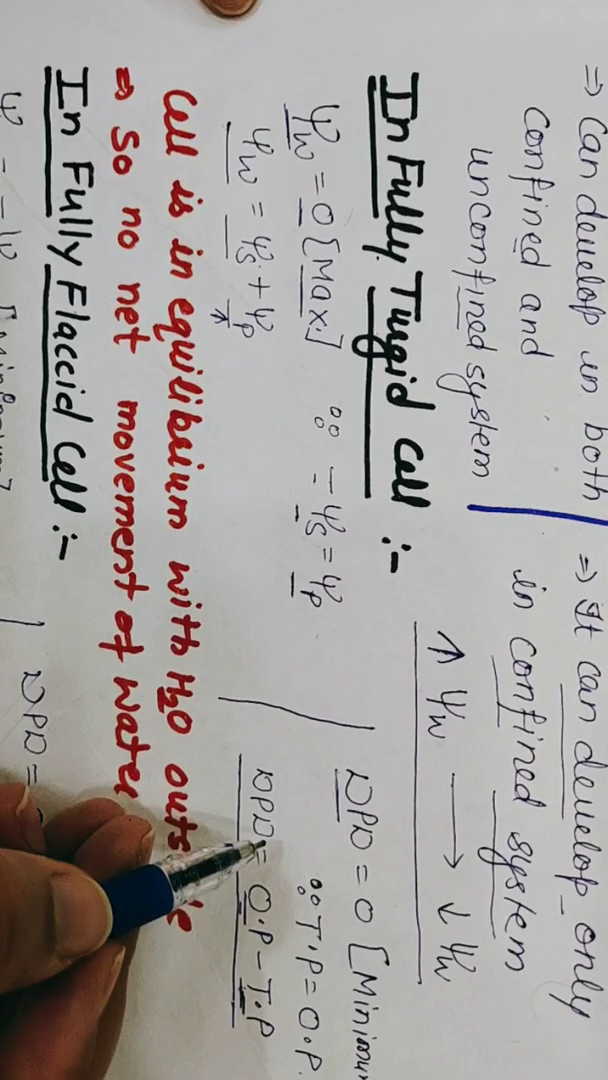 ⇒ Can develop in both
confined and
unconfined system
⇒ It can develop only
in confined system
In Fully Turgid cell :-
↑ Ψw → ↓ Ψw
Ψw = 0 [Max.] ∵ -Ψs = Ψp
Ψw = Ψs + Ψp
DPD = 0 [Minimum
∵ T.P = O.P.
DPD = O.P - T.P
Cell is in equilibrium with H2O
⇒ So no net movement of water
In Fully Flaccid Cell :-
DPD =